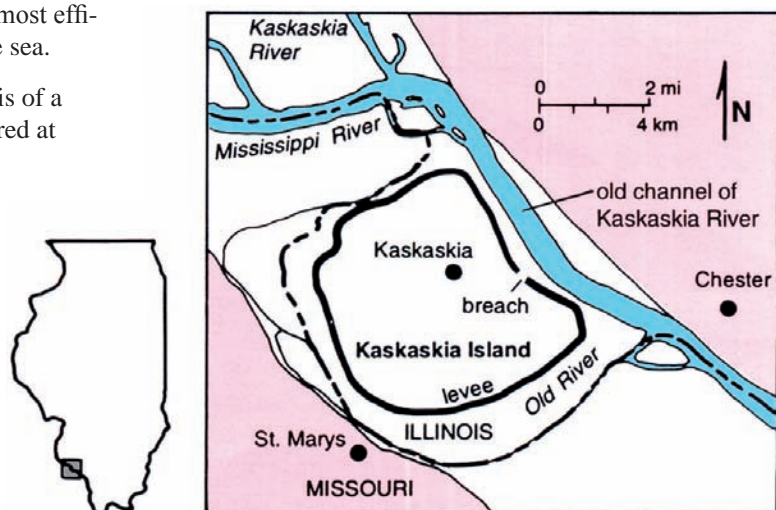 most effi-
e sea.
is of a
red at
Kaskaskia
River
Mississippi River
0 2 mi
0 4 km
N
old channel of
Kaskaskia River
Kaskaskia
Chester
breach
Kaskaskia Island
levee
Old River
St. Marys
ILLINOIS
MISSOURI